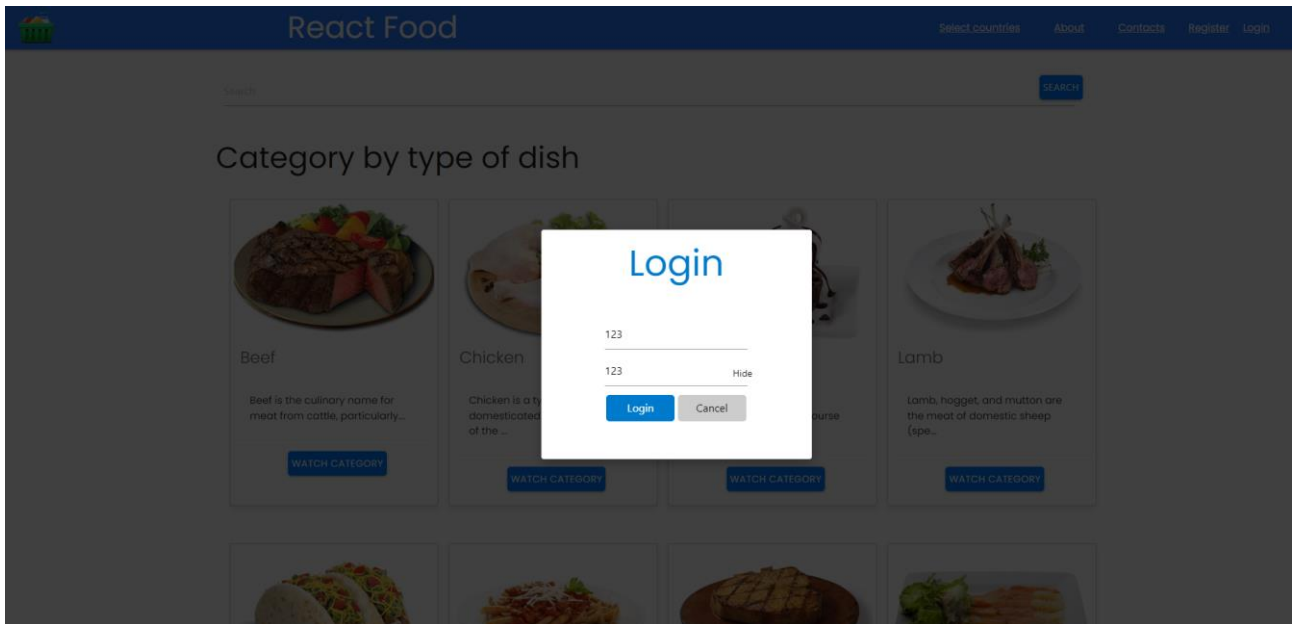 React Food
Select countries
About
Contacts
Register
Login
Search
SEARCH
Category by type of dish
Login
123
123
Hide
Login
Cancel
Beef
Beef is the culinary name for
meat from cattle, particularly...
WATCH CATEGORY
Chicken
Chicken is a ty
domesticated
of the ...
WATCH CATEGORY
ourse
WATCH CATEGORY
Lamb
Lamb, hogget, and mutton are
the meat of domestic sheep
(spe...
WATCH CATEGORY